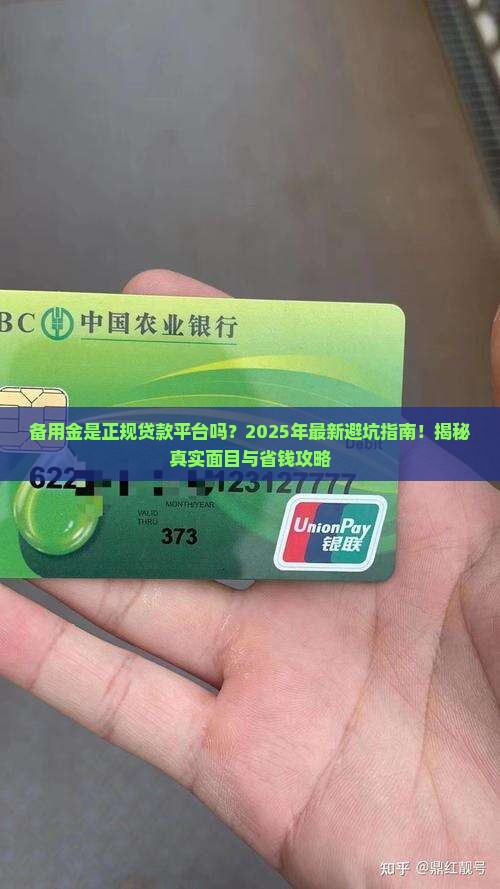 BC 中国农业银行
备用金是正规贷款平台吗？2025年最新避坑指南！揭秘
真实面目与省钱攻略
Debit
622 123127777
MONTH/YEAR
VALID
THRU
373
UnionPay
银联
知乎 @鼎红靓号